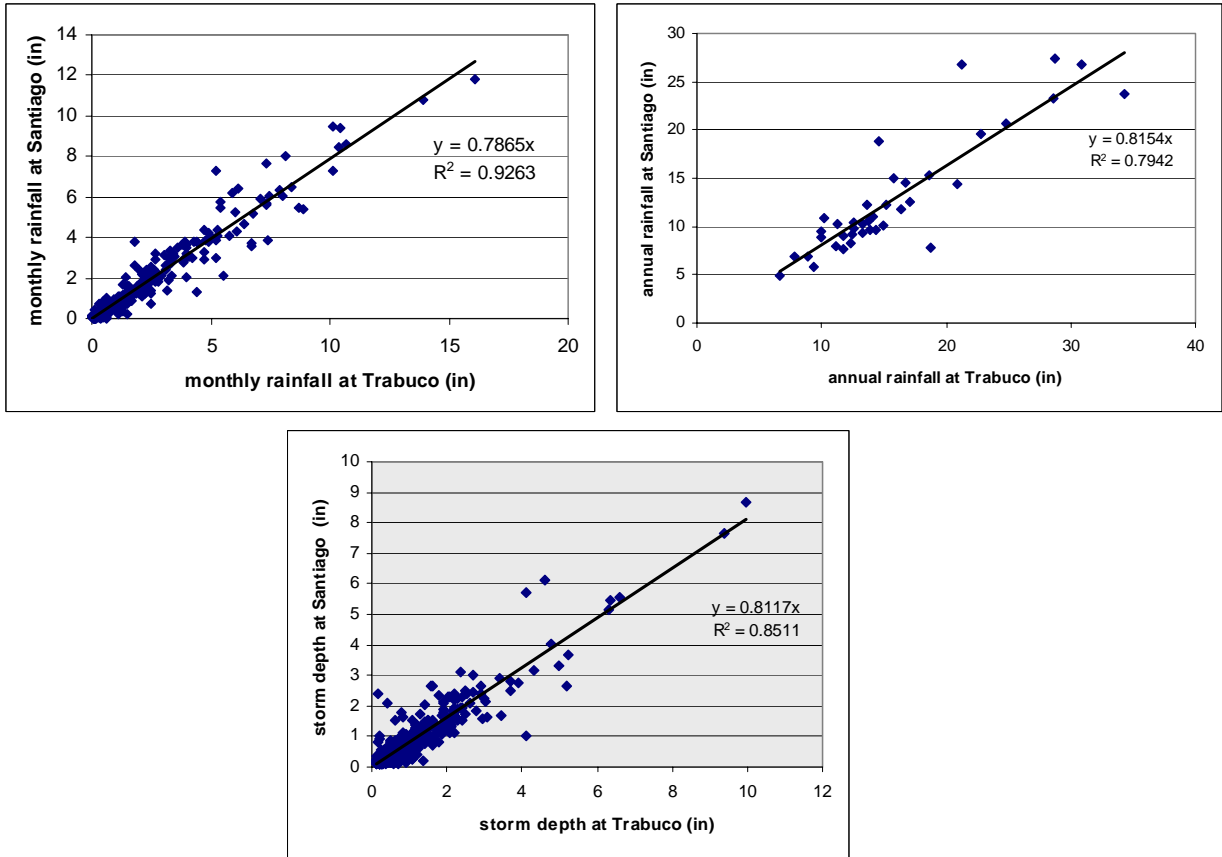 14
12
10
8
6
4
2
0
0 5 10 15 20
monthly rainfall at Santiago (in)
monthly rainfall at Trabuco (in)
y = 0.7865x
R² = 0.9263
30
25
20
15
10
5
0
0 10 20 30 40
annual rainfall at Santiago (in)
annual rainfall at Trabuco (in)
y = 0.8154x
R² = 0.7942
10
9
8
7
6
5
4
3
2
1
0
0 2 4 6 8 10 12
storm depth at Santiago (in)
storm depth at Trabuco (in)
y = 0.8117x
R² = 0.8511